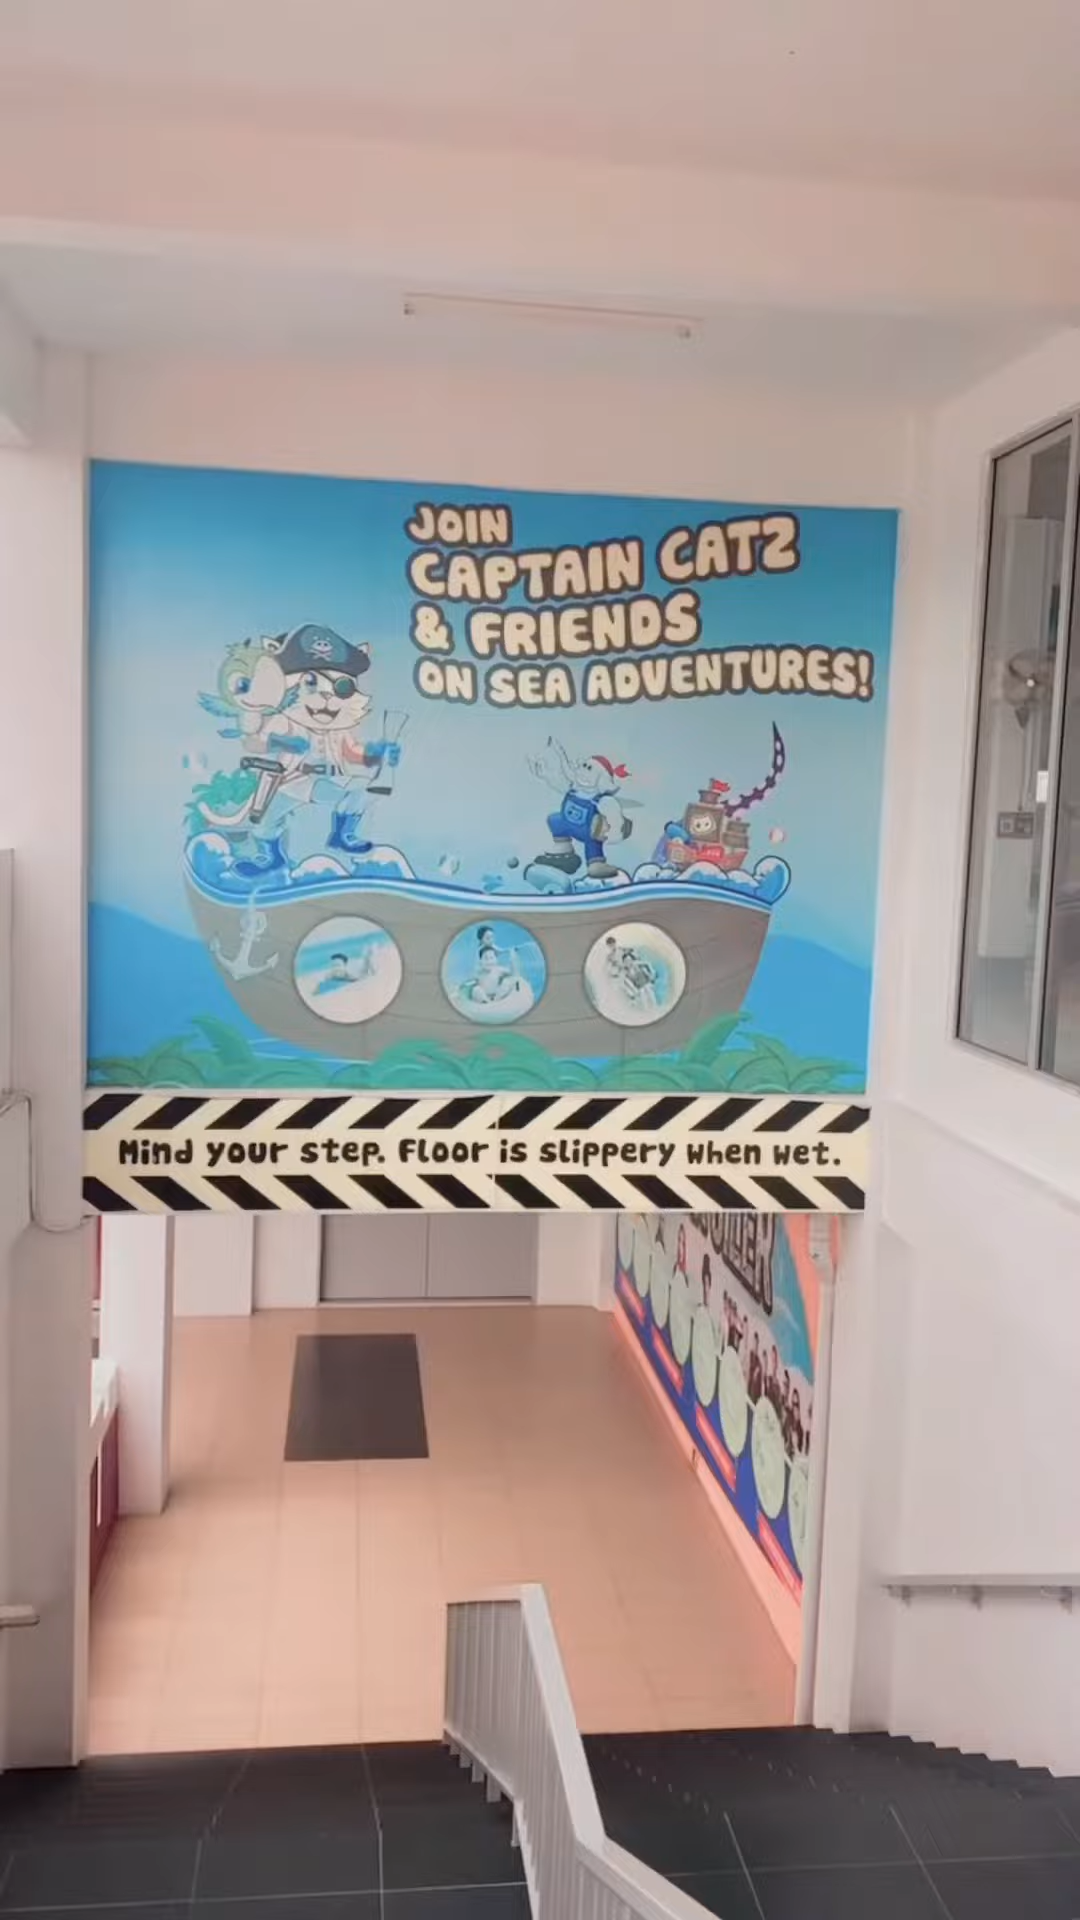 JOIN
CAPTAIN CATZ
& FRIENDS
ON SEA ADVENTURES!
Mind your step. Floor is slippery when wet.